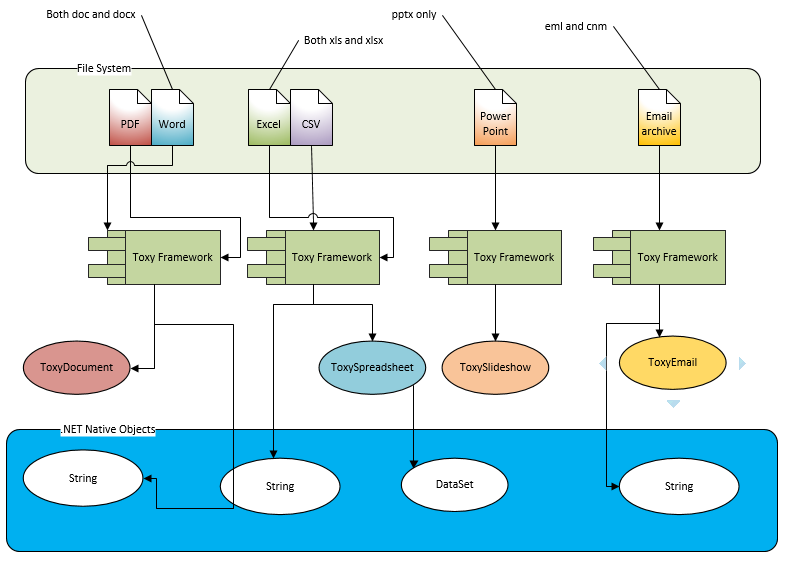 Both doc and docx
pptx only
eml and cnm
Both xls and xlsx
File System
PDF
Word
Excel
CSV
Power
Point
Email
archive
Toxy Framework
Toxy Framework
Toxy Framework
Toxy Framework
ToxyDocument
ToxySpreadsheet
ToxySlideshow
ToxyEmail
.NET Native Objects
String
String
DataSet
String